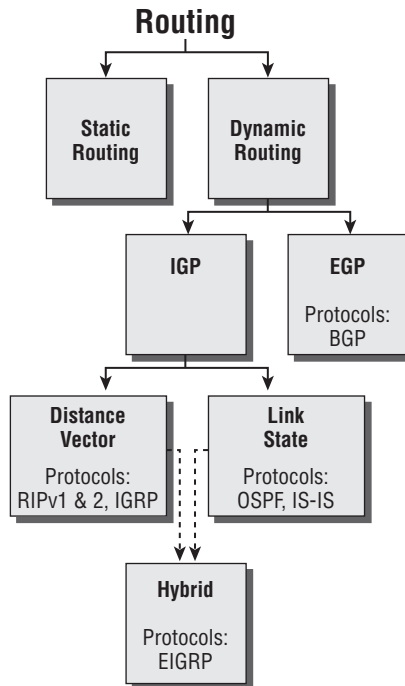 Routing
Static
Routing
Dynamic
Routing
IGP
EGP
Protocols:
BGP
Distance
Vector
Protocols:
RIPv1 & 2, IGRP
Link
State
Protocols:
OSPF, IS-IS
Hybrid
Protocols:
EIGRP